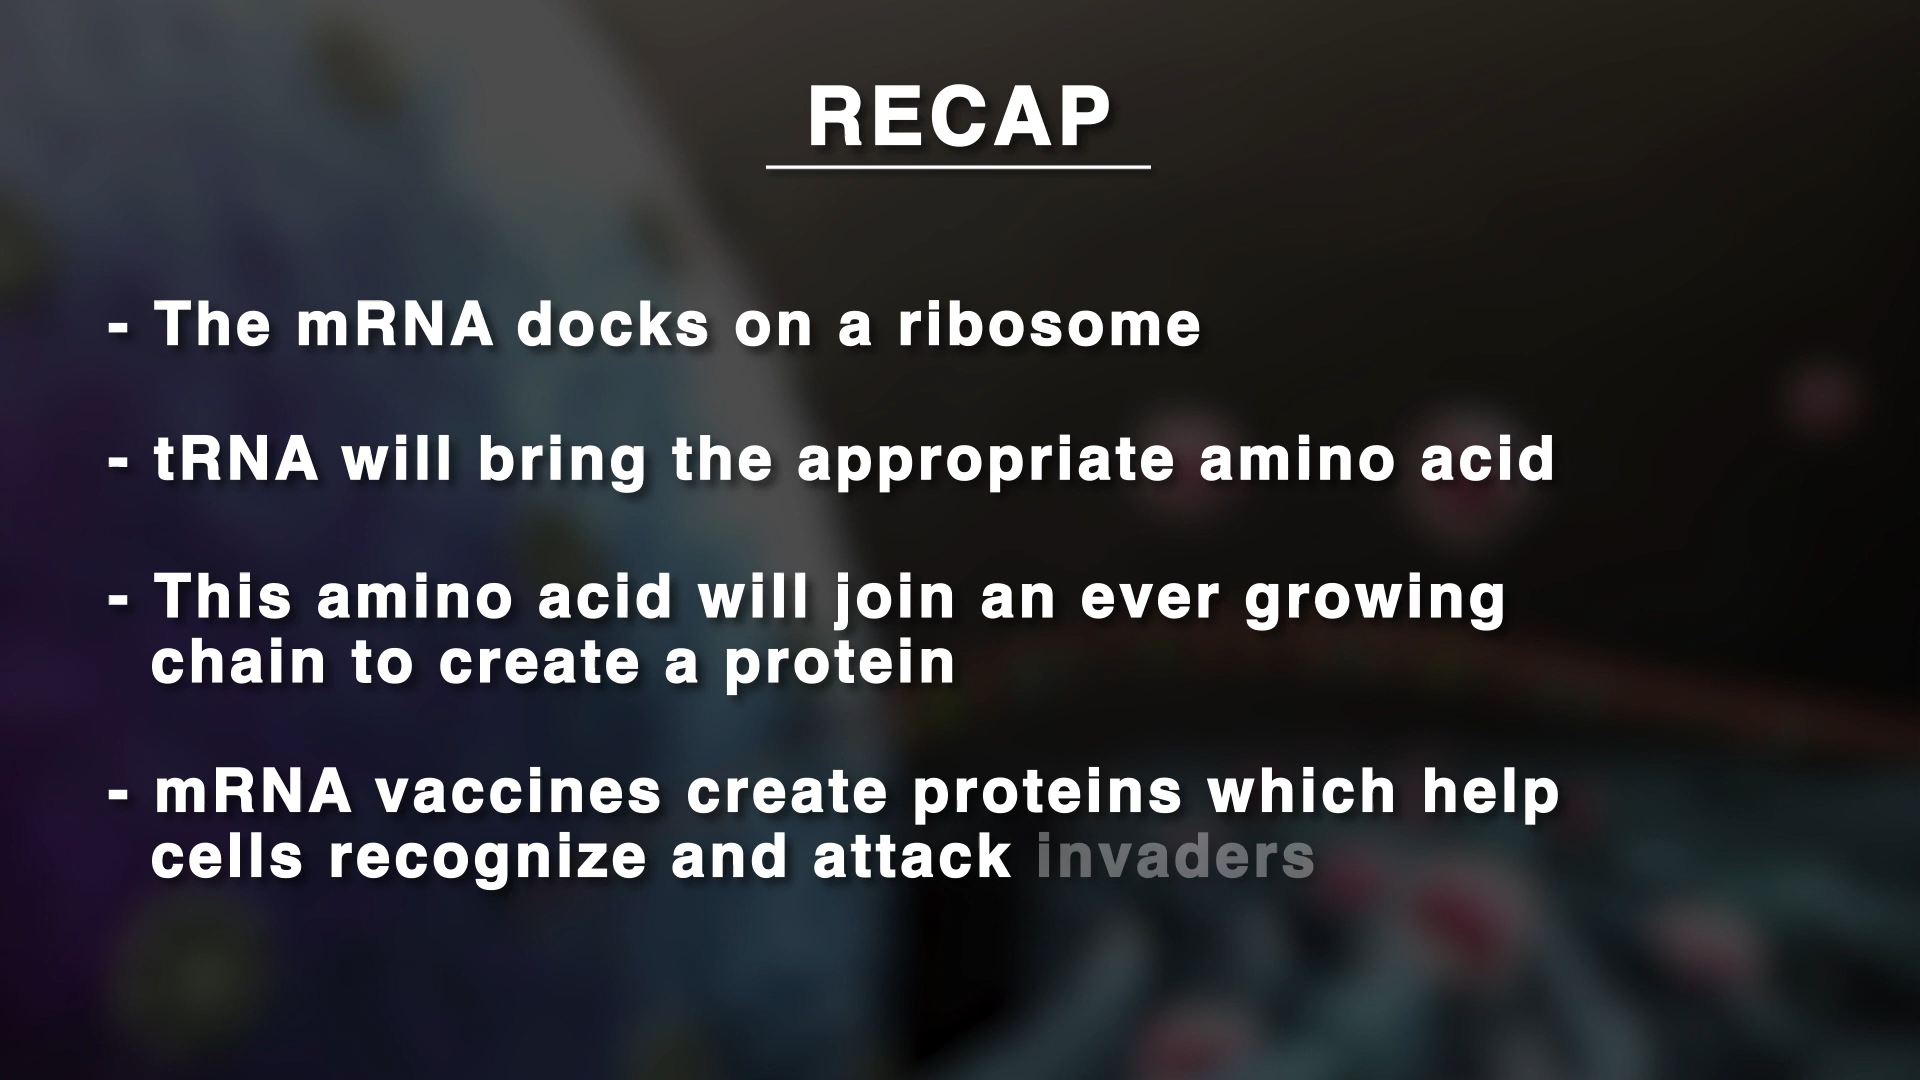 RECAP
- The mRNA docks on a ribosome
- tRNA will bring the appropriate amino acid
- This amino acid will join an ever growing
chain to create a protein
- mRNA vaccines create proteins which help
cells recognize and attack invaders